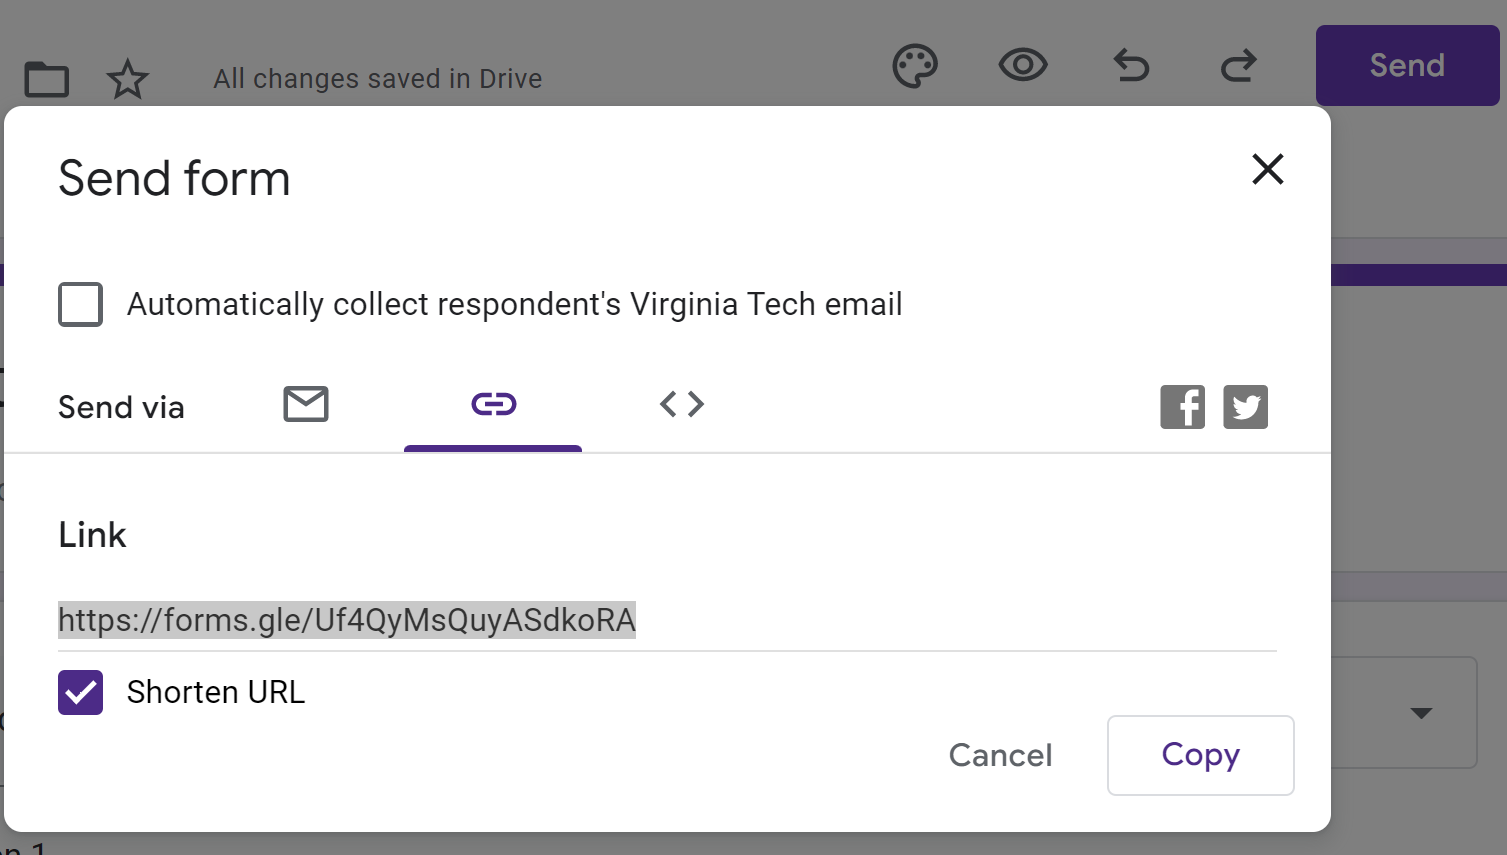 All changes saved in Drive
Send
Send form
Automatically collect respondent's Virginia Tech email
Send via
Link
https://forms.gle/Uf4QyMsQuyASdkoRA
Shorten URL
Cancel
Copy